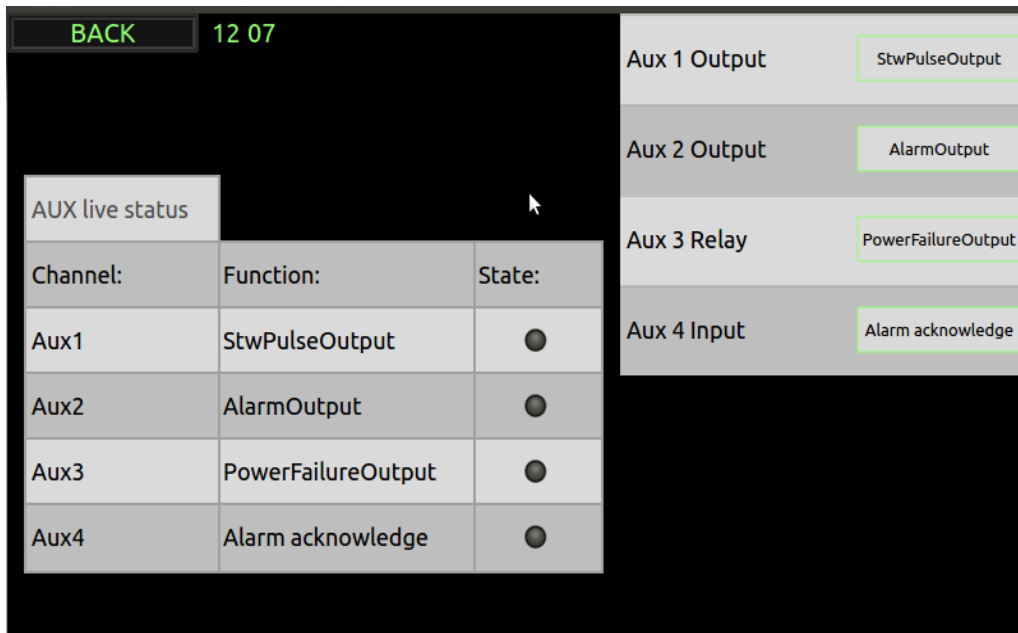 BACK 12 07
AUX live status
Channel: Function: State:
Aux1 StwPulseOutput
Aux2 AlarmOutput
Aux3 PowerFailureOutput
Aux4 Alarm acknowledge
Aux 1 Output StwPulseOutput
Aux 2 Output AlarmOutput
Aux 3 Relay PowerFailureOutput
Aux 4 Input Alarm acknowledge